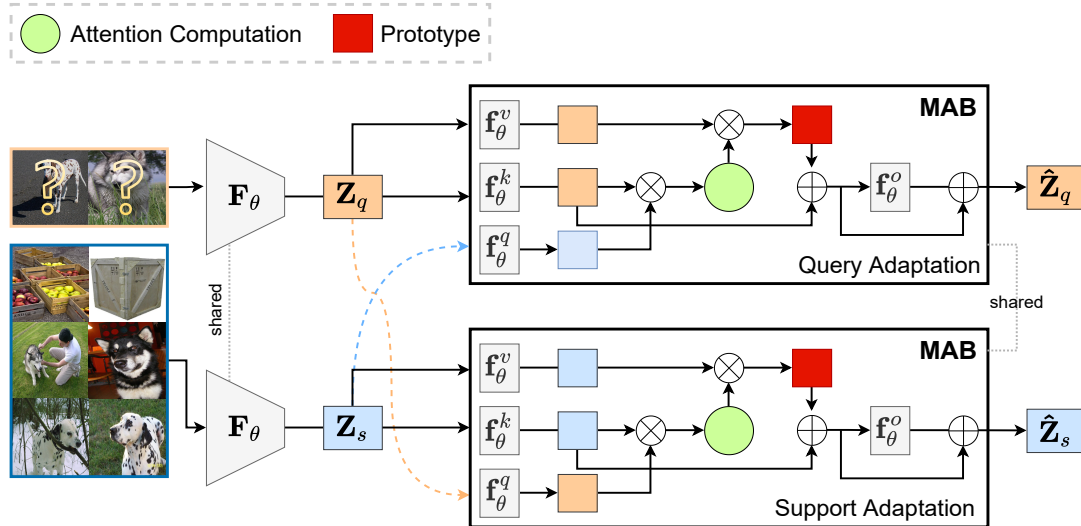 Attention Computation Prototype
MAB
f_θ^v
? ?
F_θ
Z_q
f_θ^k
f_θ^o
Ẑ_q
f_θ^q
Query Adaptation
shared
shared
MAB
f_θ^v
F_θ
Z_s
f_θ^k
f_θ^o
Ẑ_s
f_θ^q
Support Adaptation